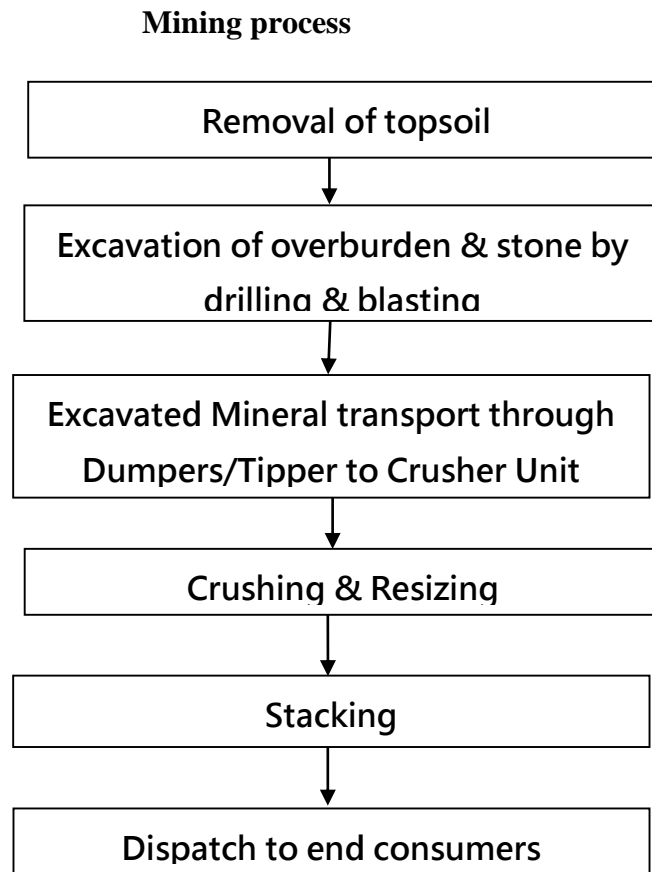 Mining process
Removal of topsoil
Excavation of overburden & stone by
drilling & blasting
Excavated Mineral transport through
Dumpers/Tipper to Crusher Unit
Crushing & Resizing
Stacking
Dispatch to end consumers